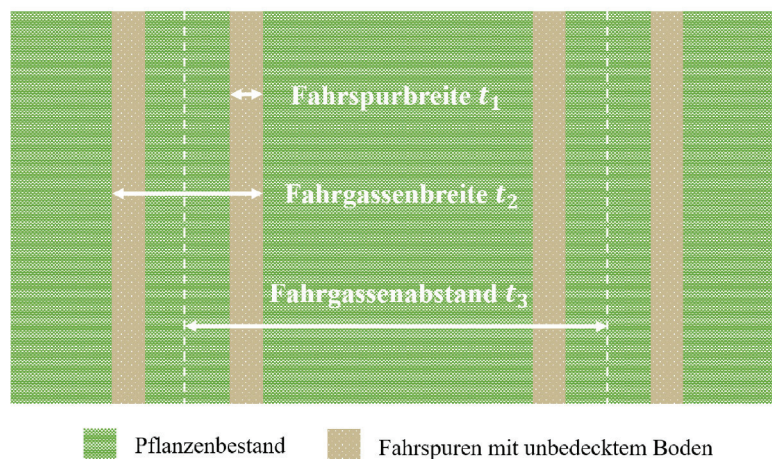 Fahrspurbreite t₁
Fahrgassenbreite t₂
Fahrgassenabstand t₃
Pflanzenbestand
Fahrspuren mit unbedecktem Boden